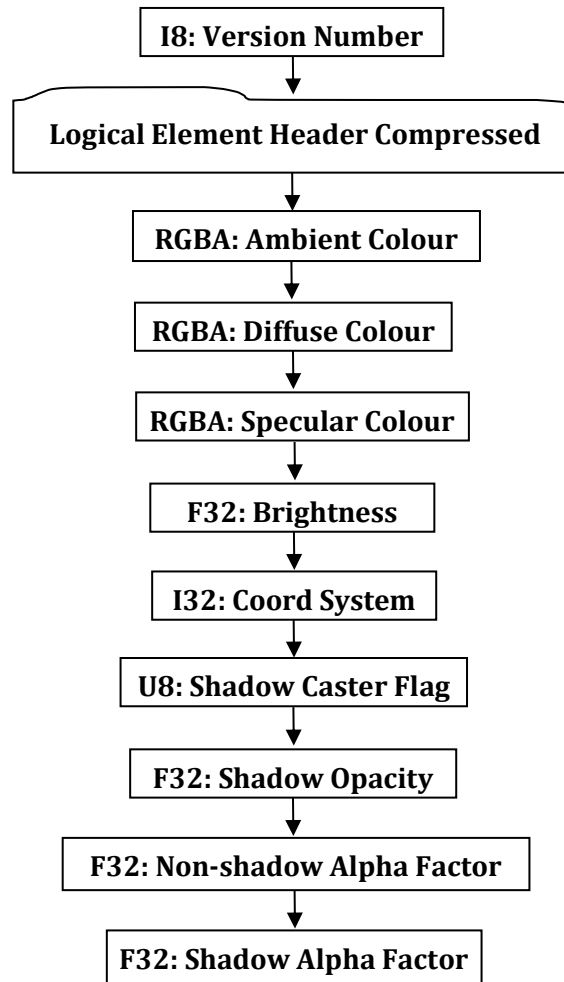 I8: Version Number
Logical Element Header Compressed
RGBA: Ambient Colour
RGBA: Diffuse Colour
RGBA: Specular Colour
F32: Brightness
I32: Coord System
U8: Shadow Caster Flag
F32: Shadow Opacity
F32: Non-shadow Alpha Factor
F32: Shadow Alpha Factor